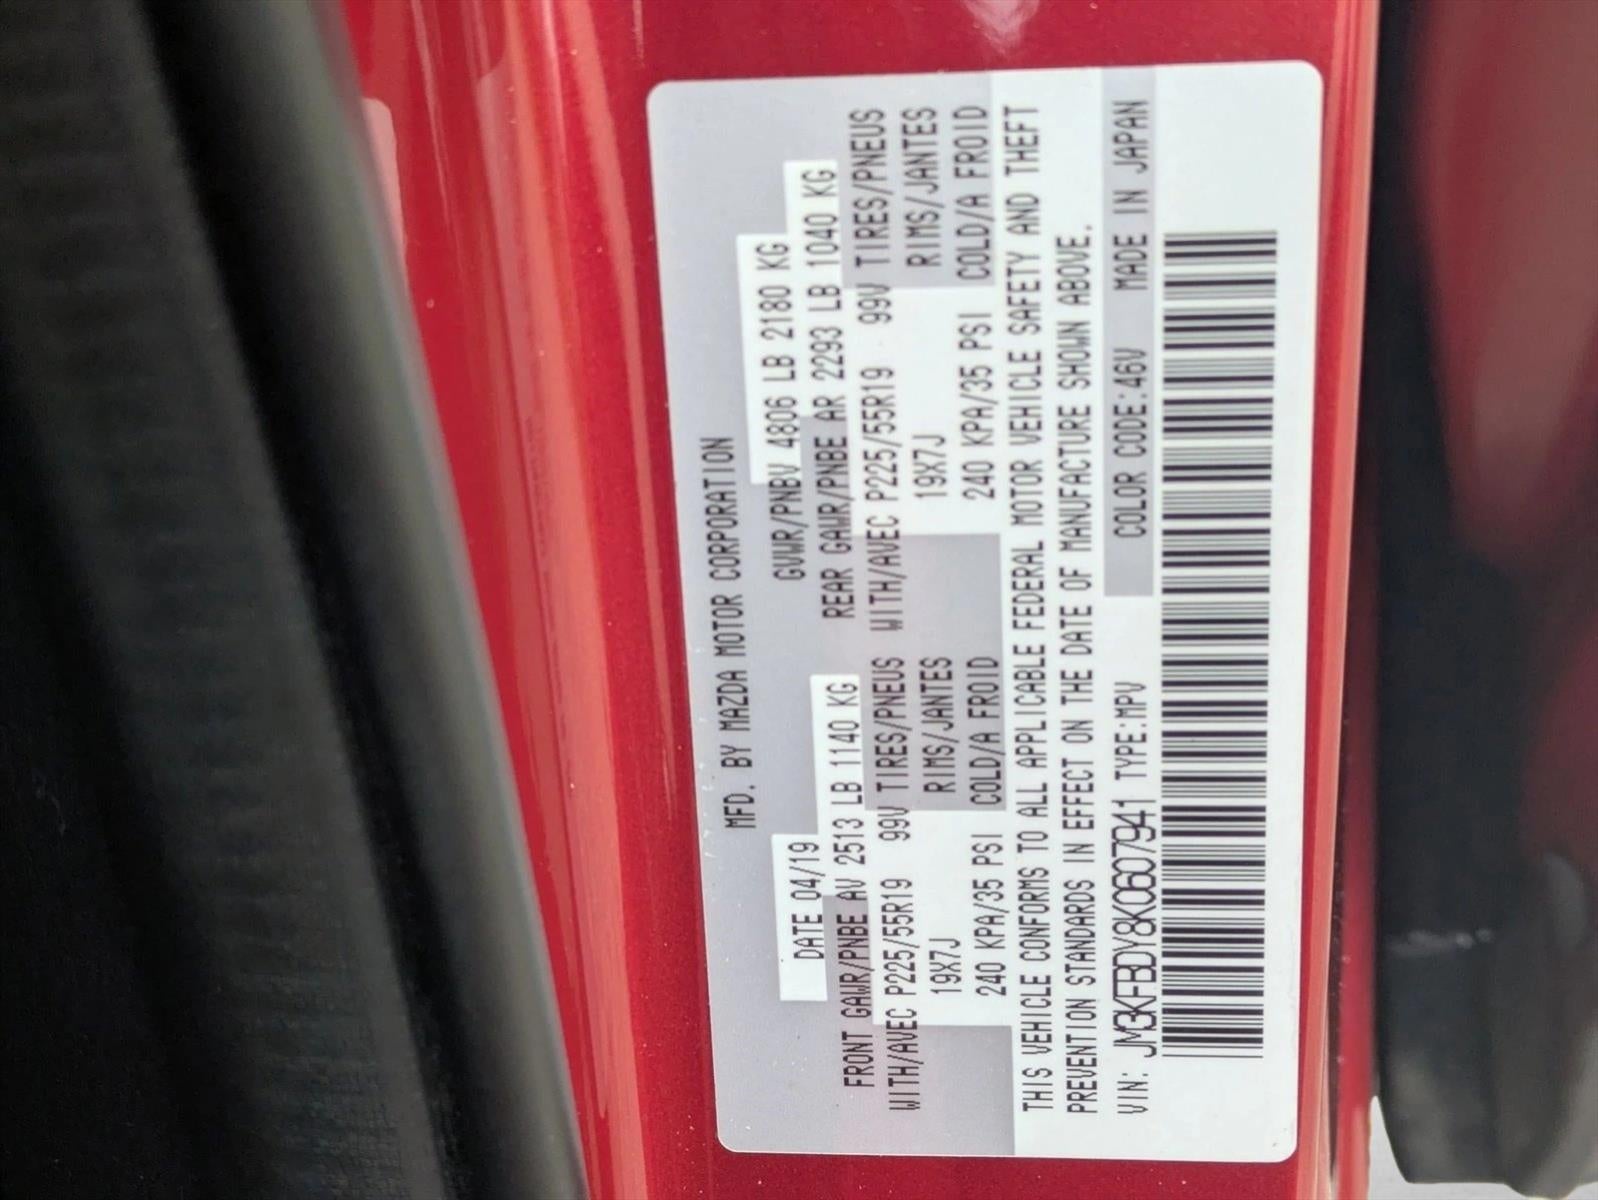 MFD. BY MAZDA MOTOR CORPORATION
DATE 04/19 GVWR/PNBV 4806 LB 2180 KG
FRONT GAWR/PNBE AV 2513 LB 1140 KG REAR GAWR/PNBE AR 2293 LB 1040 KG
WITH/AVEC P225/55R19 99V TIRES/PNEUS WITH/AVEC P225/55R19 99V TIRES/PNEUS
19X7J RIMS/JANTES 19X7J RIMS/JANTES
240 KPA/35 PSI COLD/A FROID 240 KPA/35 PSI COLD/A FROID
THIS VEHICLE CONFORMS TO ALL APPLICABLE FEDERAL MOTOR VEHICLE SAFETY AND THEFT
PREVENTION STANDARDS IN EFFECT ON THE DATE OF MANUFACTURE SHOWN ABOVE.
VIN: JM3KFBDY8K0607941 TYPE:MPV COLOR CODE:46V MADE IN JAPAN